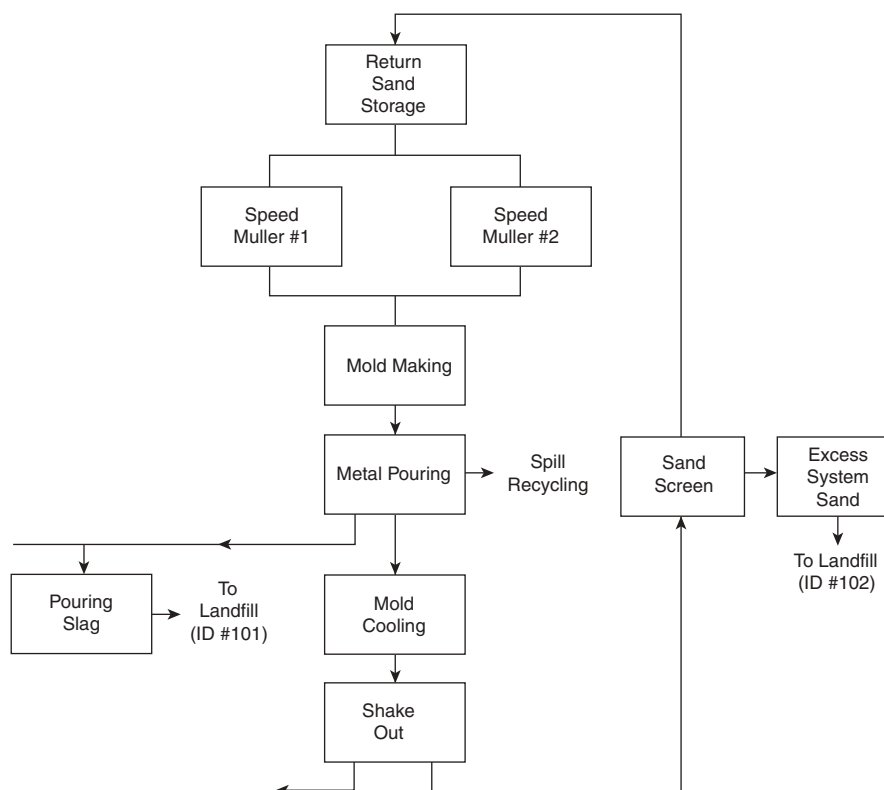 Return
Sand
Storage
Speed
Muller #1
Speed
Muller #2
Mold Making
Metal Pouring
Spill
Recycling
Sand
Screen
Excess
System
Sand
To Landfill
(ID #102)
Pouring
Slag
To
Landfill
(ID #101)
Mold
Cooling
Shake
Out